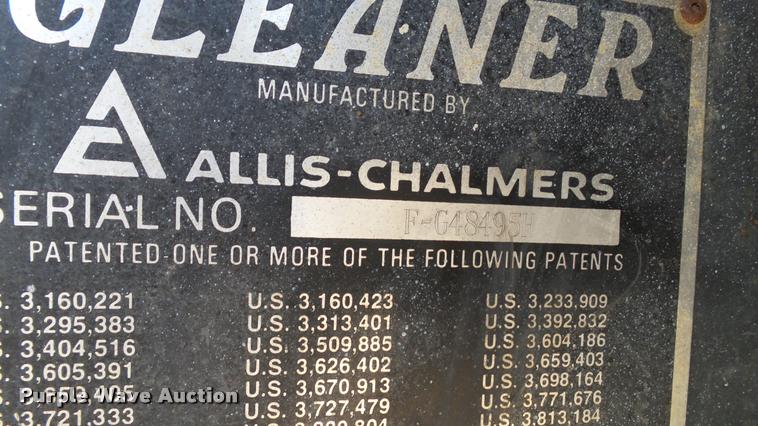 GLEANER
MANUFACTURED BY
ALLIS-CHALMERS
SERIAL NO. F-G48495H
PATENTED ONE OR MORE OF THE FOLLOWING PATENTS
S. 3,160,221 U.S. 3,160,423 U.S. 3,233,909
S. 3,295,383 U.S. 3,313,401 U.S. 3,392,832
S. 3,404,516 U.S. 3,509,885 U.S. 3,604,186
S. 3,605,391 U.S. 3,626,402 U.S. 3,659,403
U.S. 3,670,913 U.S. 3,698,164
S. 3,721,333 U.S. 3,727,479 U.S. 3,771,676
U.S. 3,813,184
Purple Wave Auction